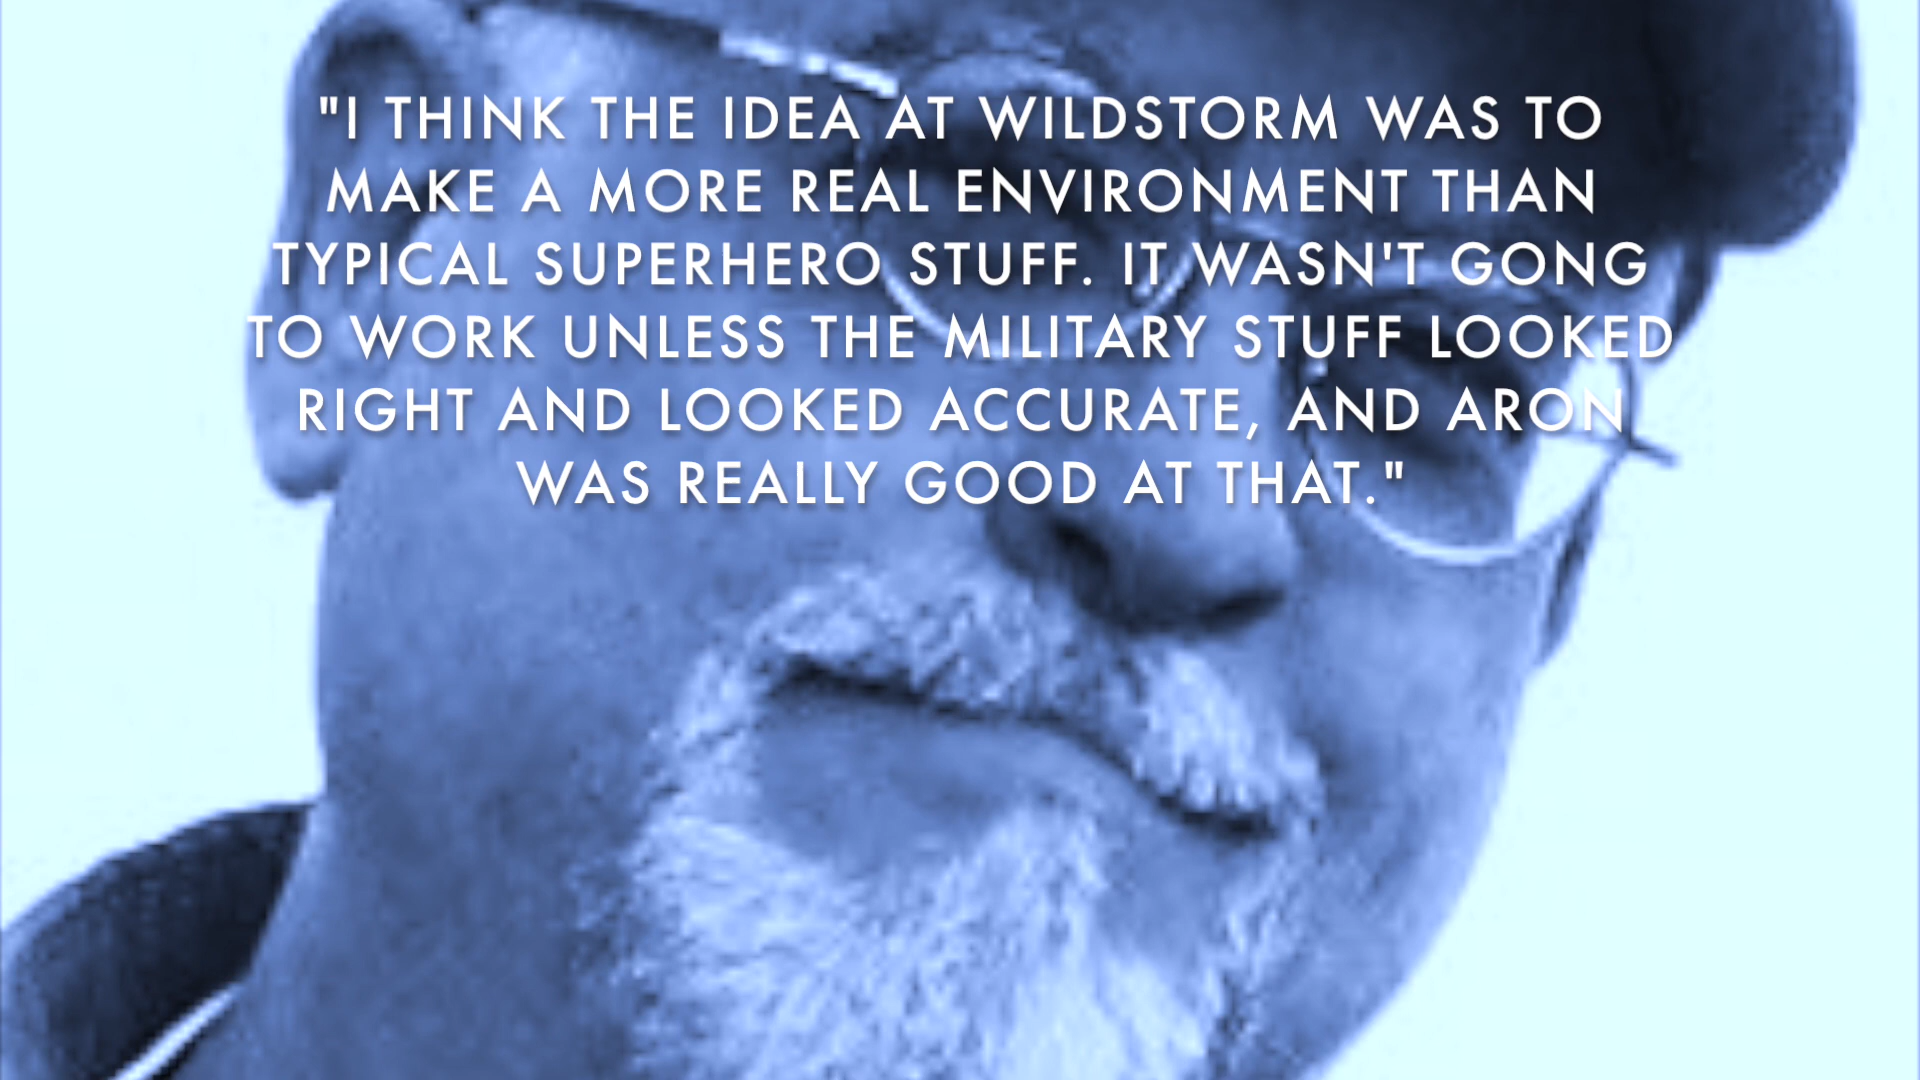 "I THINK THE IDEA AT WILDSTORM WAS TO
MAKE A MORE REAL ENVIRONMENT THAN
TYPICAL SUPERHERO STUFF. IT WASN'T GONG
TO WORK UNLESS THE MILITARY STUFF LOOKED
RIGHT AND LOOKED ACCURATE, AND ARON
WAS REALLY GOOD AT THAT."